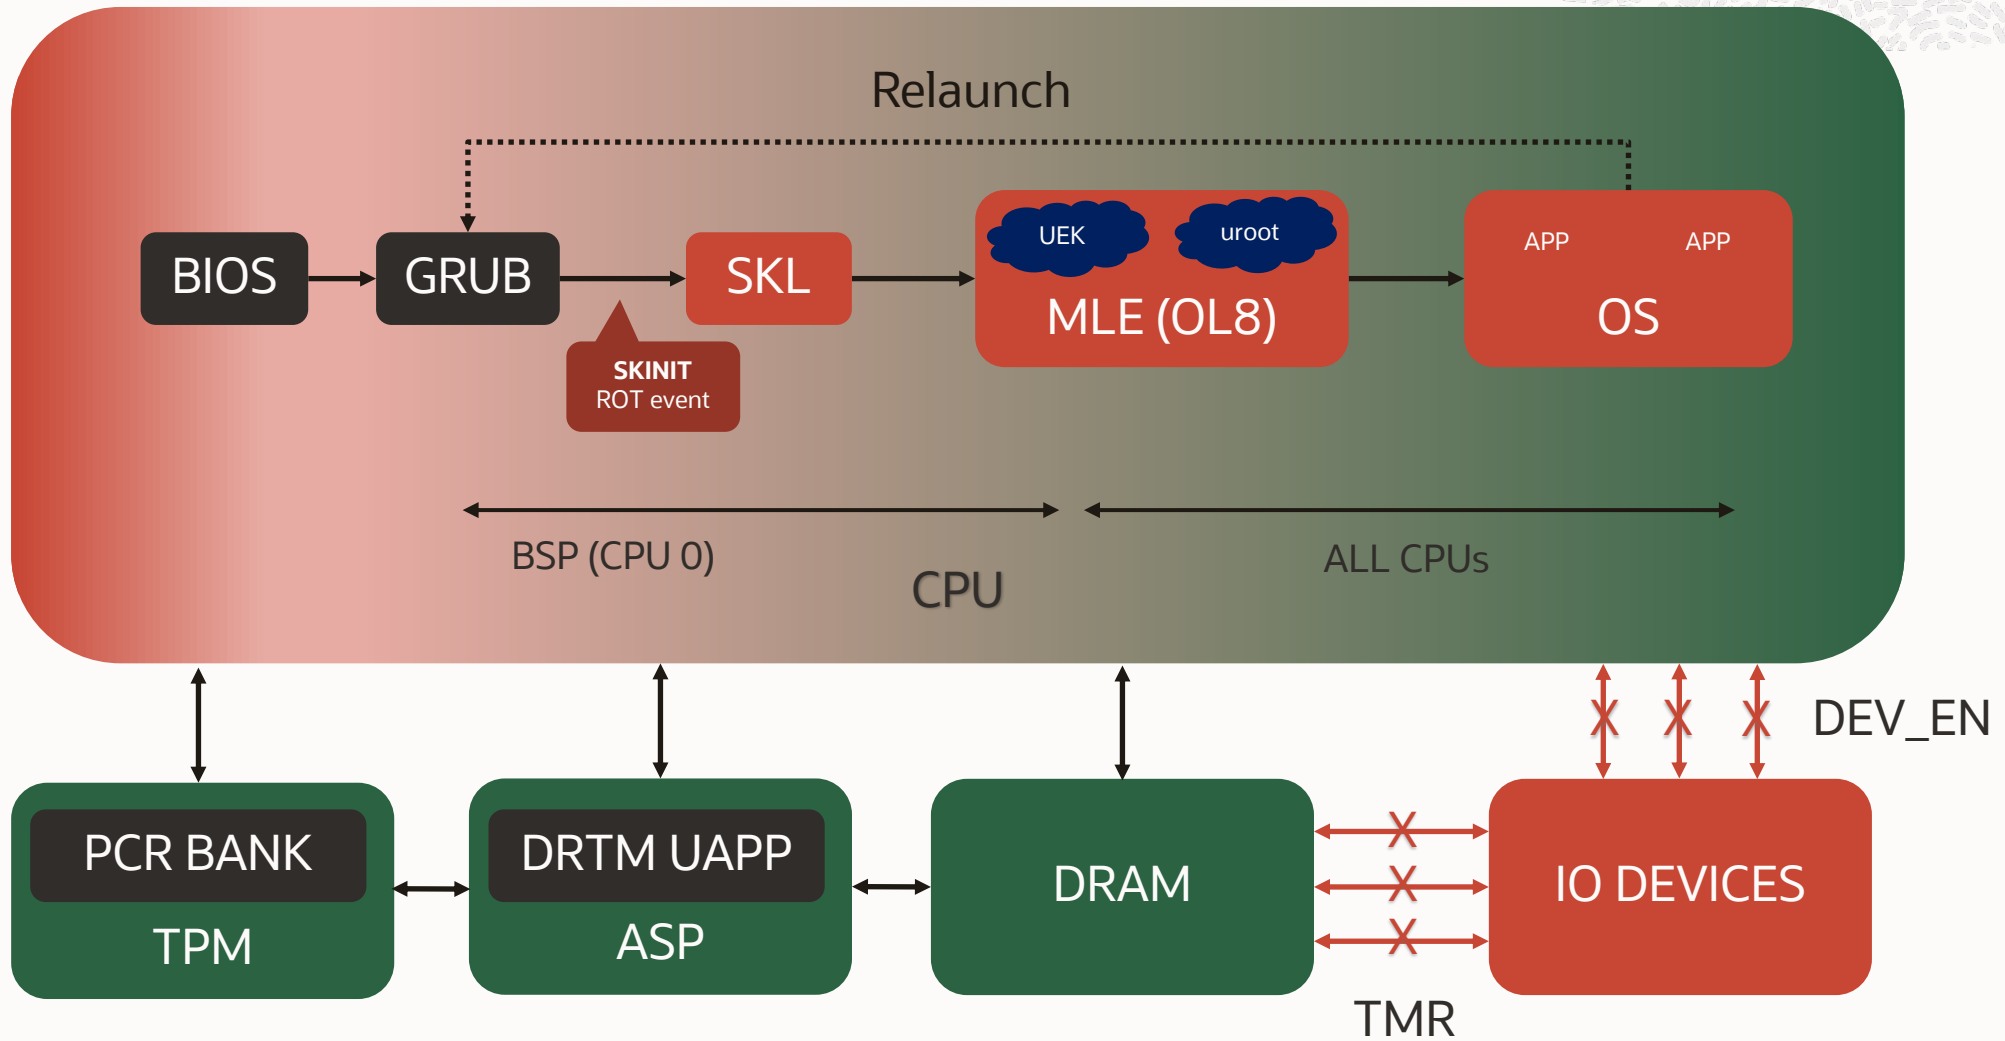 Relaunch
BIOS
GRUB
SKL
UEK
uroot
MLE (OL8)
APP
APP
OS
SKINIT
ROT event
BSP (CPU 0)
ALL CPUs
CPU
X
X
X
DEV_EN
PCR BANK
TPM
DRTM UAPP
ASP
DRAM
X
X
X
IO DEVICES
TMR